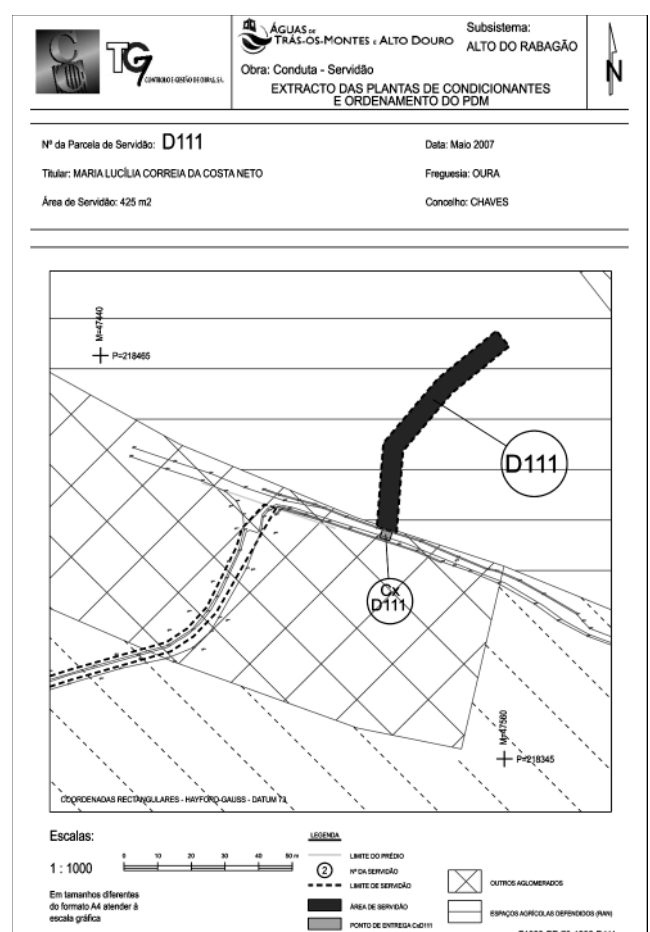 TG
CONTROLO E GESTÃO DE OBRAS, S.A.
ÁGUAS DE
TRÁS-OS-MONTES E ALTO DOURO
Subsistema:
ALTO DO RABAGÃO
Obra: Conduta - Servidão
EXTRACTO DAS PLANTAS DE CONDICIONANTES
E ORDENAMENTO DO PDM
N
Nº da Parcela de Servidão: D111
Data: Maio 2007
Titular: MARIA LUCÍLIA CORREIA DA COSTA NETO
Freguesia: OURA
Área de Servidão: 425 m2
Concelho: CHAVES
M=47440
P=218465
D111
Cx
D111
M=47560
P=218345
COORDENADAS RECTANGULARES - HAYFORD-GAUSS - DATUM 73
Escalas:
1 : 1000
0 10 20 30 40 50 m
Em tamanhos diferentes
do formato A4 atender à
escala gráfica
LEGENDA
LIMITE DO PRÉDIO
2 Nº DA SERVIDÃO
LIMITE DE SERVIDÃO
ÁREA DE SERVIDÃO
PONTO DE ENTREGA CxD111
OUTROS AGLOMERADOS
ESPAÇOS AGRÍCOLAS DEFENDIDOS (RAN)